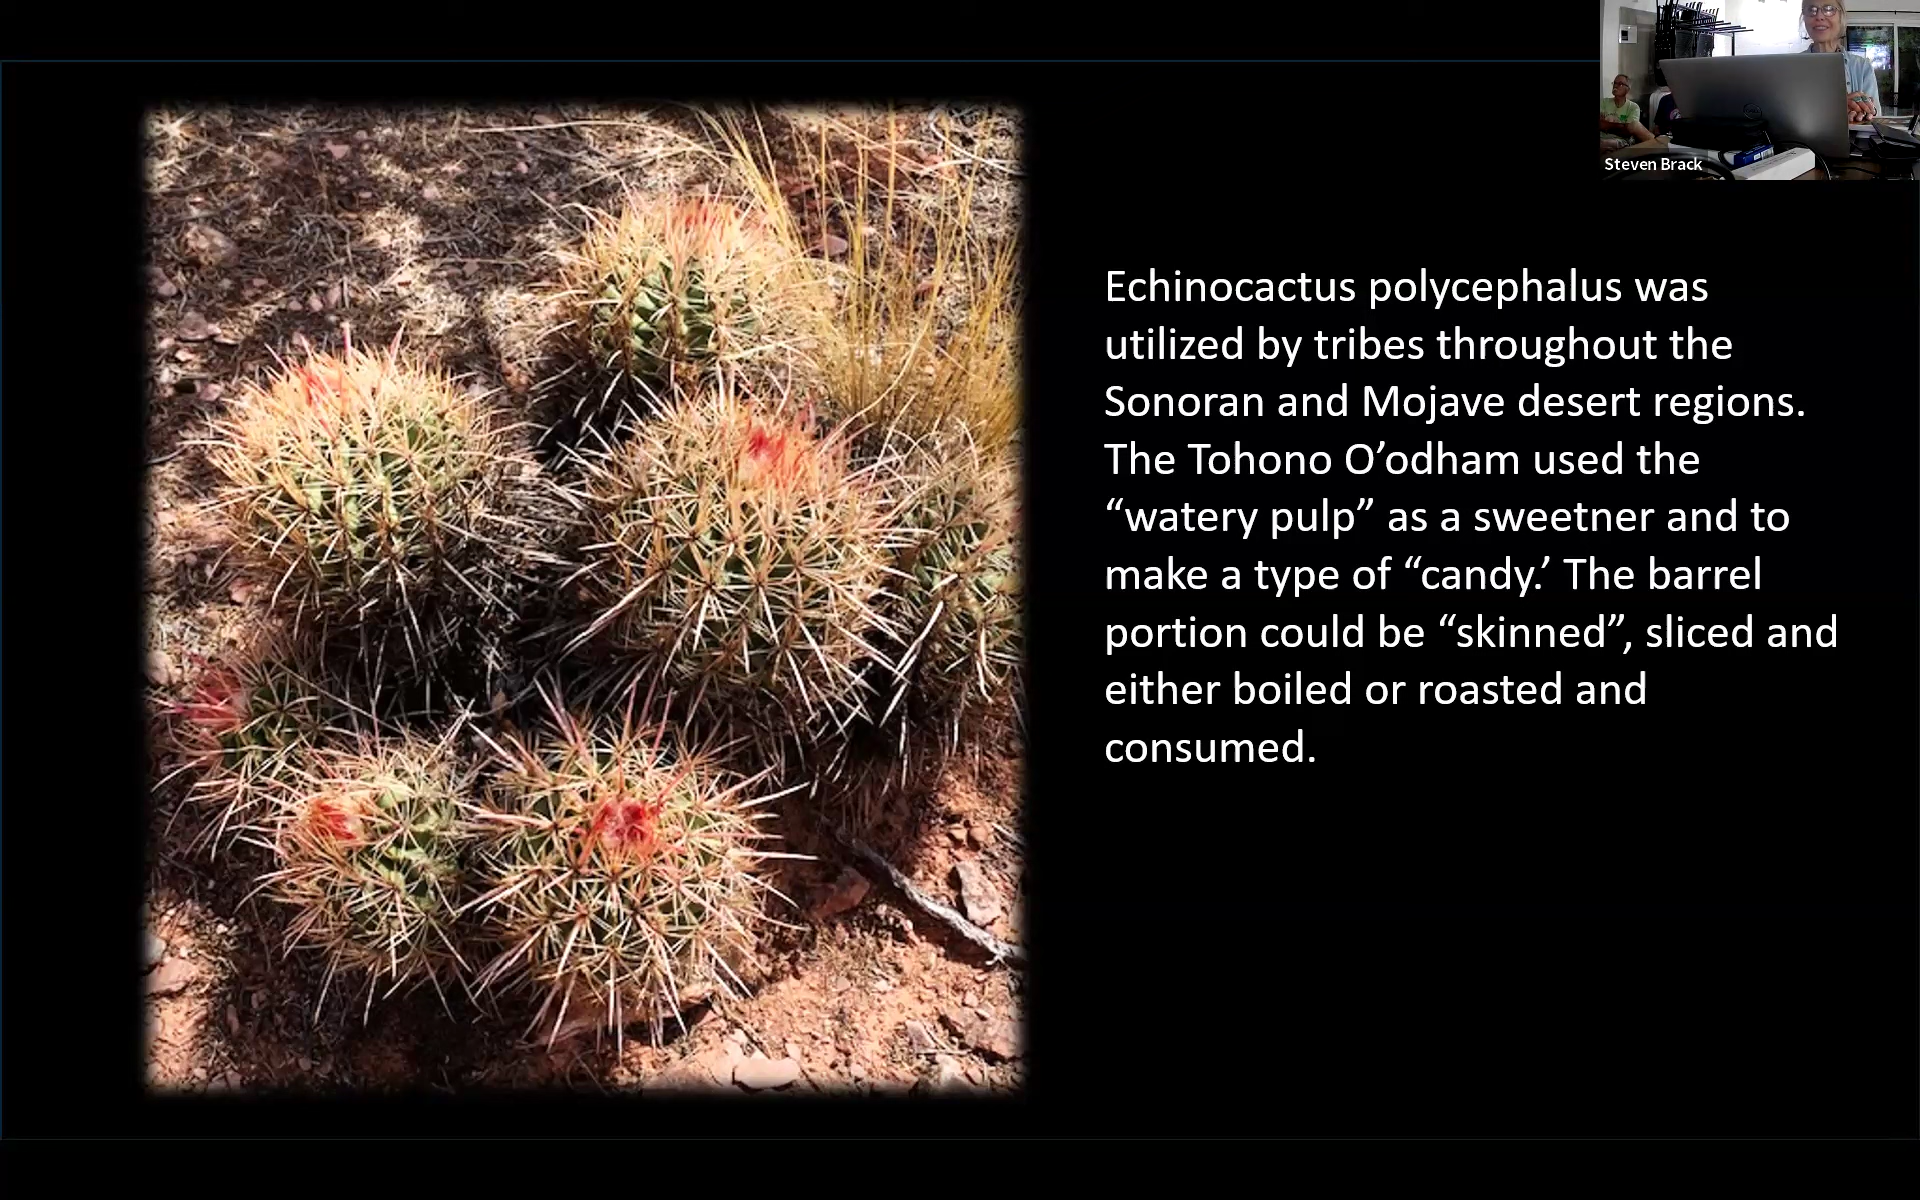 Steven Brack
Echinocactus polycephalus was
utilized by tribes throughout the
Sonoran and Mojave desert regions.
The Tohono O’odham used the
“watery pulp” as a sweetner and to
make a type of “candy.’ The barrel
portion could be “skinned”, sliced and
either boiled or roasted and
consumed.